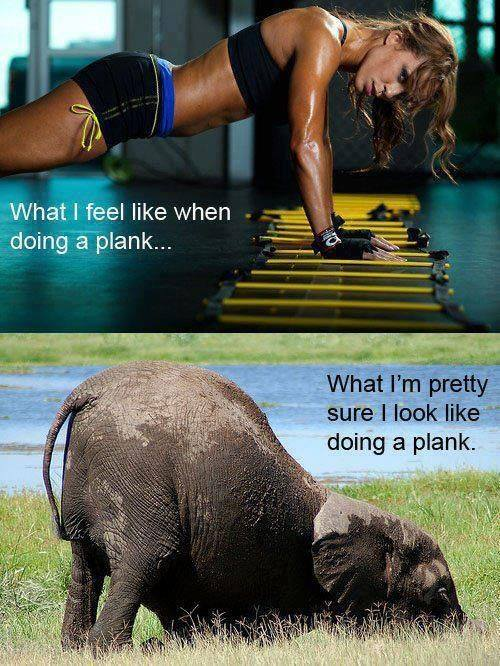 What I feel like when
doing a plank...
What I'm pretty
sure I look like
doing a plank.